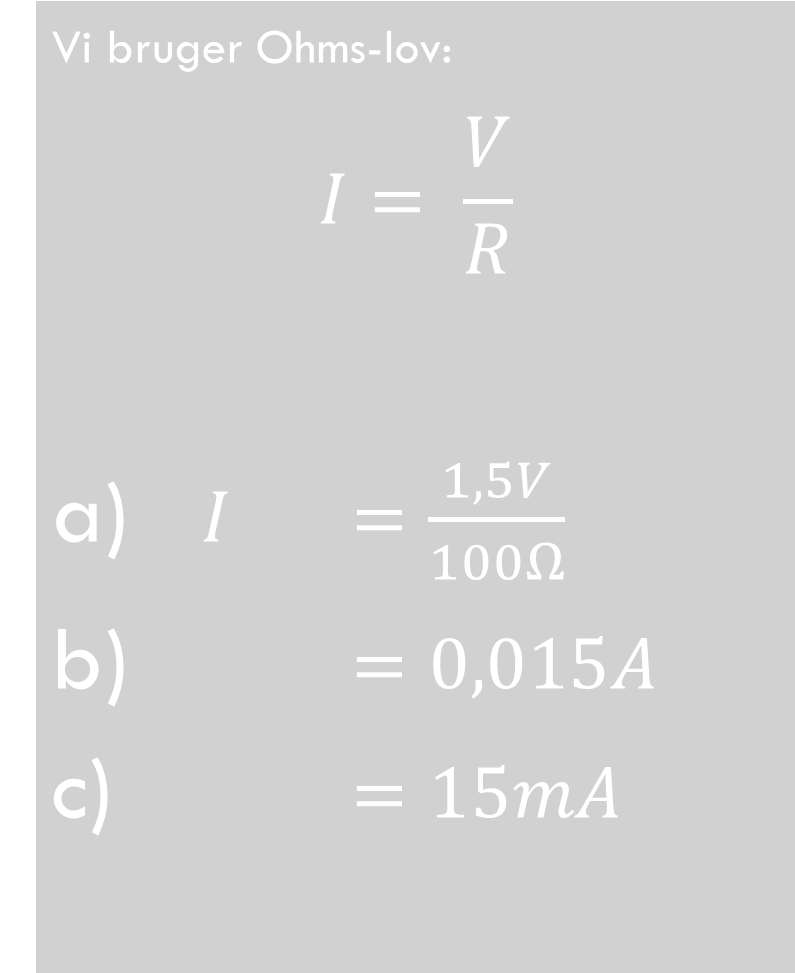 Vi bruger Ohms-lov:
𝐼 = 𝑉/𝑅
a) 𝐼 = 1,5𝑉/100Ω
b) = 0,015𝐴
c) = 15𝑚𝐴